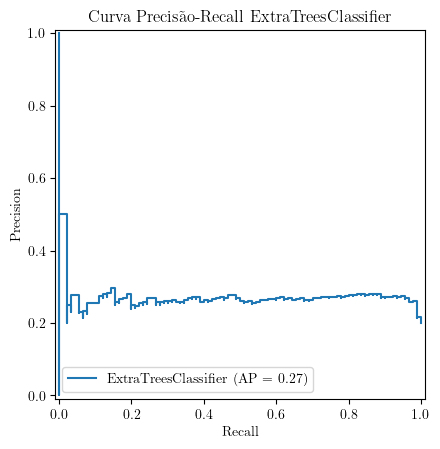 Curva Precisão-Recall ExtraTreesClassifier
1.0
0.8
0.6
0.4
0.2
0.0
Precision
ExtraTreesClassifier (AP = 0.27)
0.0 0.2 0.4 0.6 0.8 1.0
Recall